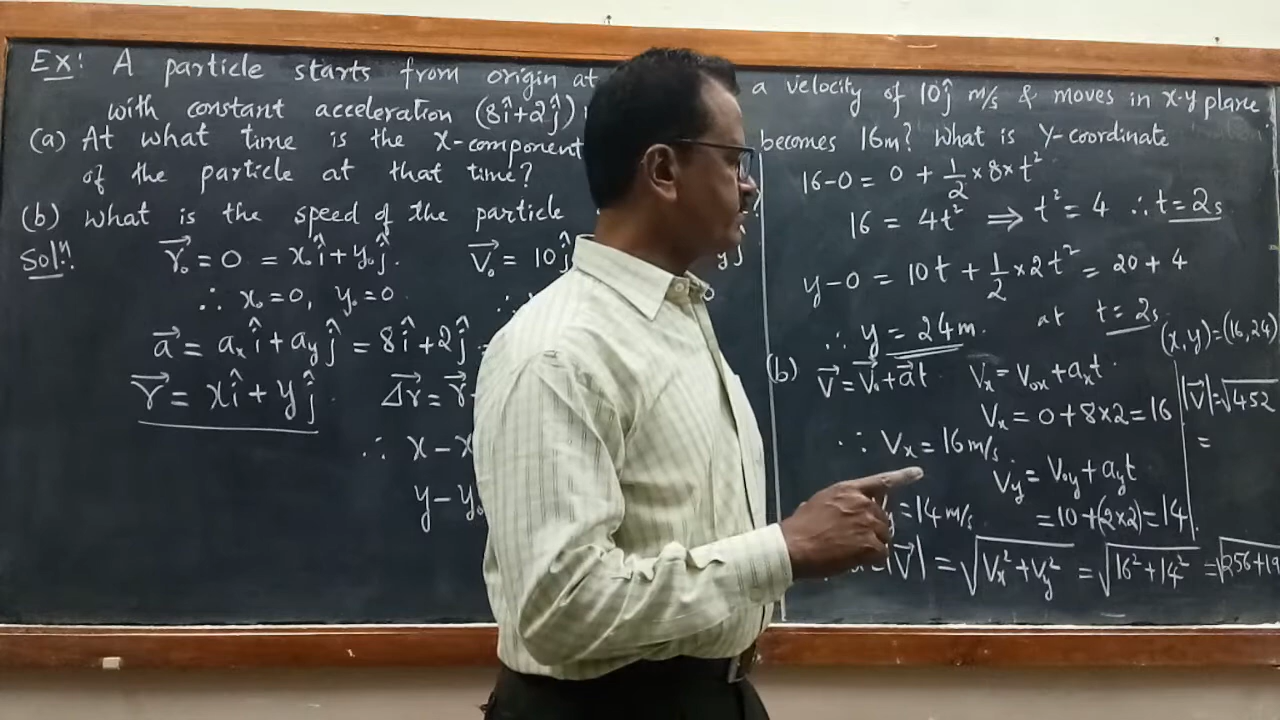 Ex: A particle starts from origin at a velocity of 10ĵ m/s & moves in x-y plane
with constant acceleration (8î+2ĵ)
(a) At what time is the x-component becomes 16m? What is Y-coordinate
of the particle at that time?
(b) What is the speed of the particle ?
Solⁿ:
r⃗₀ = 0 = x₀î + y₀ĵ.
∴ x₀=0, y₀=0
a⃗ = aₓî + a_yĵ = 8î+2ĵ
r⃗ = xî + yĵ
V⃗₀ = 10ĵ
yĵ
0
Δr⃗ = r⃗-
∴ x-x
y-y₀
16-0 = 0 + 1/2 × 8 × t²
16 = 4t² ⇒ t² = 4 ∴ t = 2s
y-0 = 10t + 1/2 × 2t² = 20 + 4
∴ y = 24m. at t = 2s
(x,y)=(16,24)
(b) V⃗ = V⃗₀ + a⃗t Vₓ = V₀ₓ + aₓt
Vₓ = 0+8×2 = 16
∴ Vₓ = 16 m/s.
V_y = V₀y + a_yt
= 10+(2×2) = 14
= 14 m/s
|V⃗| = √(Vₓ²+V_y²) = √(16²+14²) = √256+19
|V⃗| = √452
=